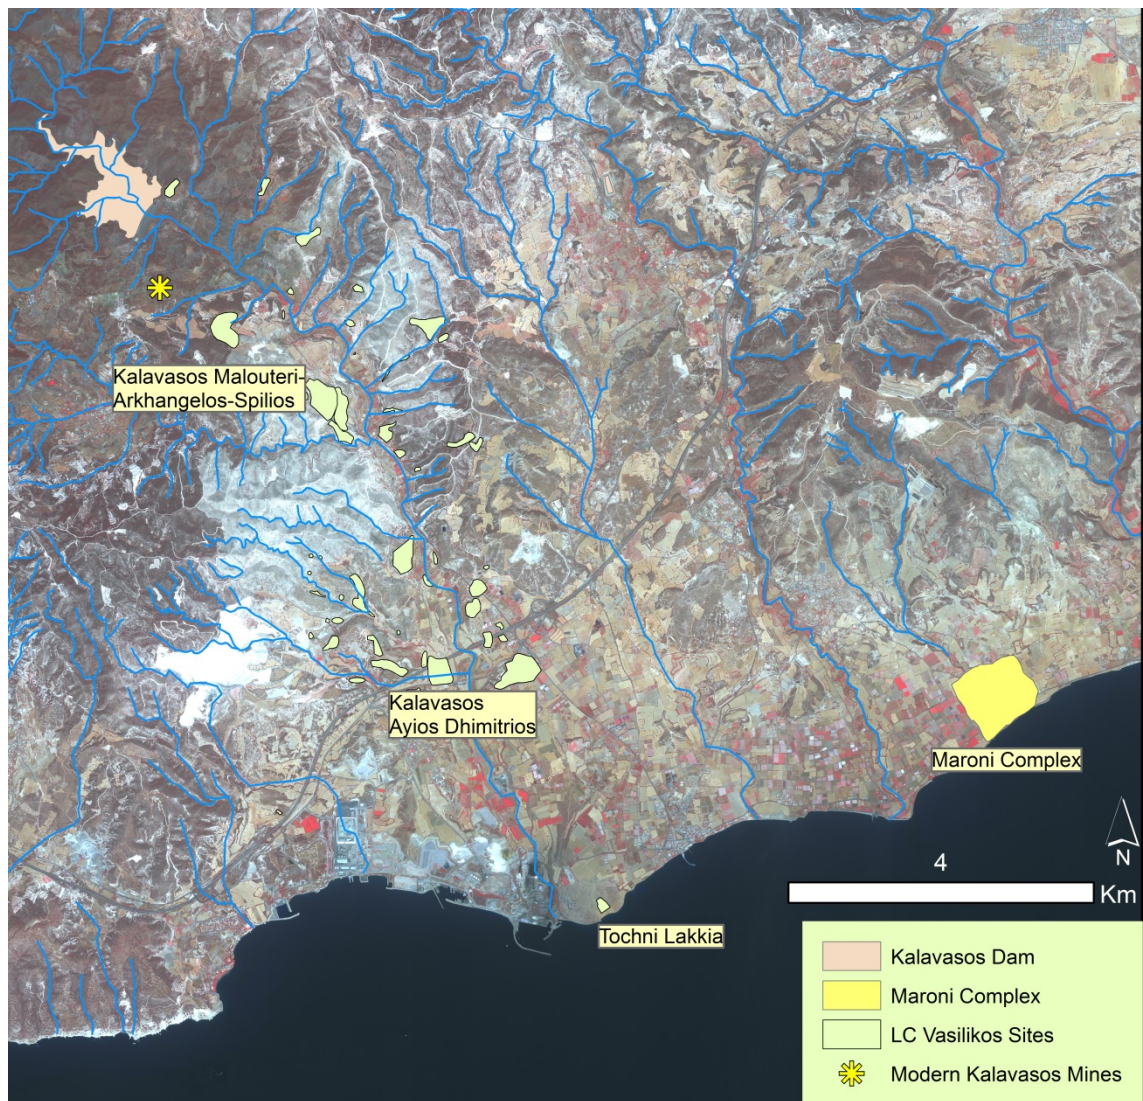 Kalavasos Malouteri-
Arkhangelos-Spilios
Kalavasos
Ayios Dhimitrios
Maroni Complex
N
4
Km
Tochni Lakkia
Kalavasos Dam
Maroni Complex
LC Vasilikos Sites
Modern Kalavasos Mines